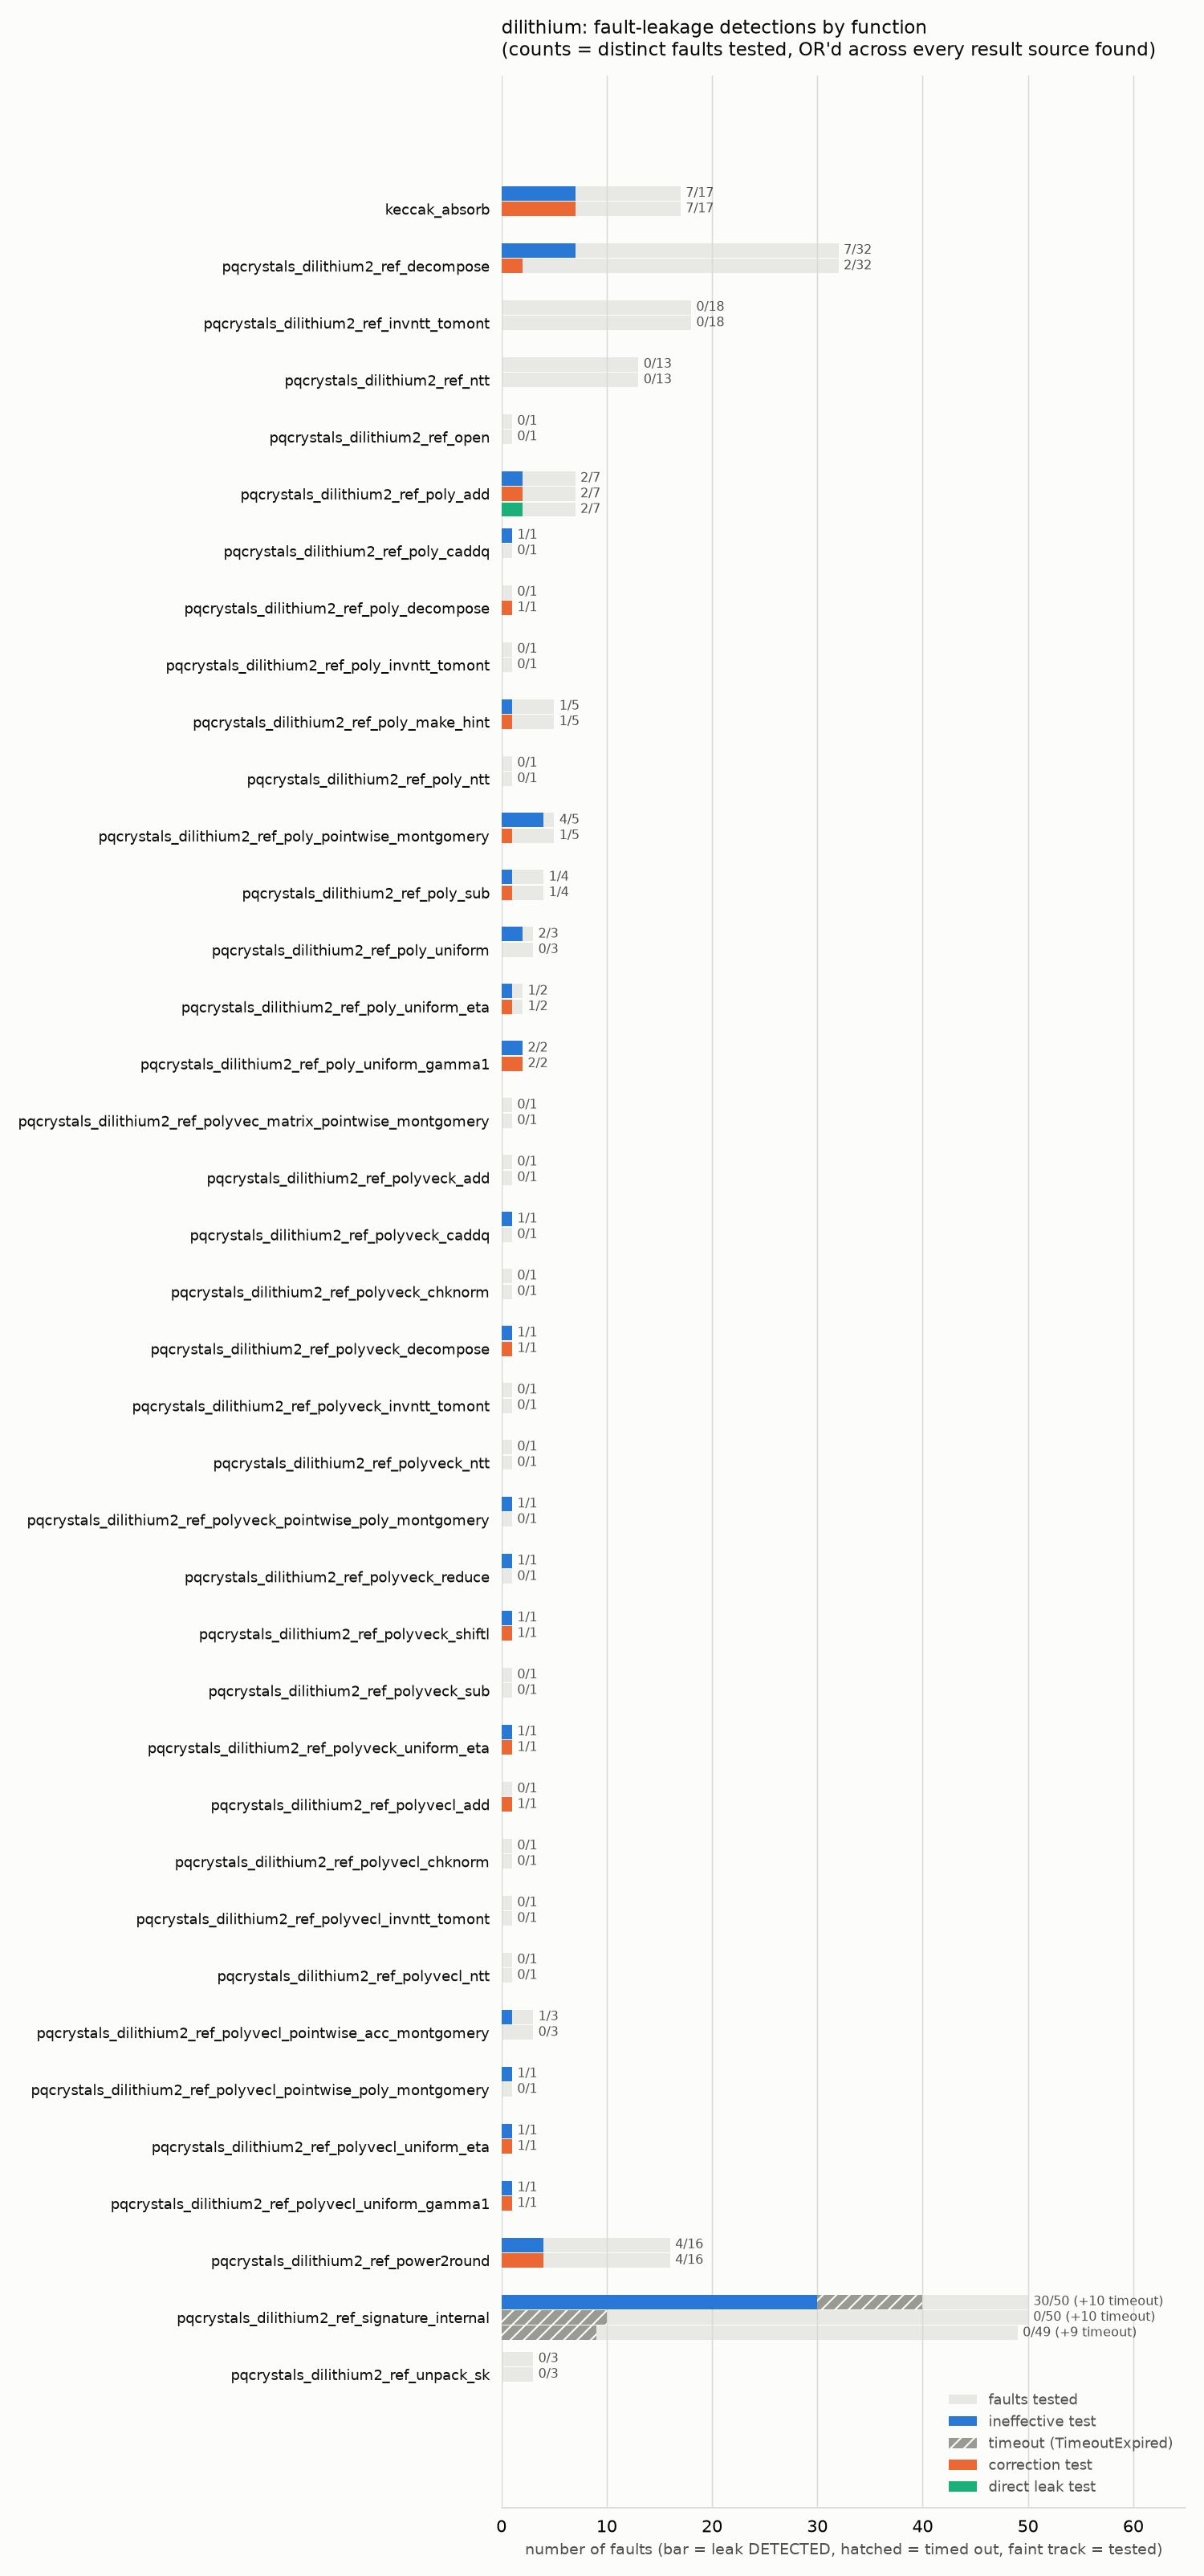 dilithium: fault-leakage detections by function
(counts = distinct faults tested, OR'd across every result source found)
7/17
keccak_absorb
7/17
7/32
pqcrystals_dilithium2_ref_decompose
2/32
0/18
pqcrystals_dilithium2_ref_invntt_tomont
0/18
0/13
pqcrystals_dilithium2_ref_ntt
0/13
0/1
pqcrystals_dilithium2_ref_open
0/1
2/7
pqcrystals_dilithium2_ref_poly_add
2/7
2/7
1/1
pqcrystals_dilithium2_ref_poly_caddq
0/1
0/1
pqcrystals_dilithium2_ref_poly_decompose
1/1
0/1
pqcrystals_dilithium2_ref_poly_invntt_tomont
0/1
1/5
pqcrystals_dilithium2_ref_poly_make_hint
1/5
0/1
pqcrystals_dilithium2_ref_poly_ntt
0/1
4/5
pqcrystals_dilithium2_ref_poly_pointwise_montgomery
1/5
1/4
pqcrystals_dilithium2_ref_poly_sub
1/4
2/3
pqcrystals_dilithium2_ref_poly_uniform
0/3
1/2
pqcrystals_dilithium2_ref_poly_uniform_eta
1/2
2/2
pqcrystals_dilithium2_ref_poly_uniform_gamma1
2/2
0/1
pqcrystals_dilithium2_ref_polyvec_matrix_pointwise_montgomery
0/1
0/1
pqcrystals_dilithium2_ref_polyveck_add
0/1
1/1
pqcrystals_dilithium2_ref_polyveck_caddq
0/1
0/1
pqcrystals_dilithium2_ref_polyveck_chknorm
0/1
1/1
pqcrystals_dilithium2_ref_polyveck_decompose
1/1
0/1
pqcrystals_dilithium2_ref_polyveck_invntt_tomont
0/1
0/1
pqcrystals_dilithium2_ref_polyveck_ntt
0/1
1/1
pqcrystals_dilithium2_ref_polyveck_pointwise_poly_montgomery
0/1
1/1
pqcrystals_dilithium2_ref_polyveck_reduce
0/1
1/1
pqcrystals_dilithium2_ref_polyveck_shiftl
1/1
0/1
pqcrystals_dilithium2_ref_polyveck_sub
0/1
1/1
pqcrystals_dilithium2_ref_polyveck_uniform_eta
1/1
0/1
pqcrystals_dilithium2_ref_polyvecl_add
1/1
0/1
pqcrystals_dilithium2_ref_polyvecl_chknorm
0/1
0/1
pqcrystals_dilithium2_ref_polyvecl_invntt_tomont
0/1
0/1
pqcrystals_dilithium2_ref_polyvecl_ntt
0/1
1/3
pqcrystals_dilithium2_ref_polyvecl_pointwise_acc_montgomery
0/3
1/1
pqcrystals_dilithium2_ref_polyvecl_pointwise_poly_montgomery
0/1
1/1
pqcrystals_dilithium2_ref_polyvecl_uniform_eta
1/1
1/1
pqcrystals_dilithium2_ref_polyvecl_uniform_gamma1
1/1
4/16
pqcrystals_dilithium2_ref_power2round
4/16
30/50 (+10 timeout)
pqcrystals_dilithium2_ref_signature_internal
0/50 (+10 timeout)
0/49 (+9 timeout)
0/3
pqcrystals_dilithium2_ref_unpack_sk
0/3
faults tested
ineffective test
timeout (TimeoutExpired)
correction test
direct leak test
0 10 20 30 40 50 60
number of faults (bar = leak DETECTED, hatched = timed out, faint track = tested)